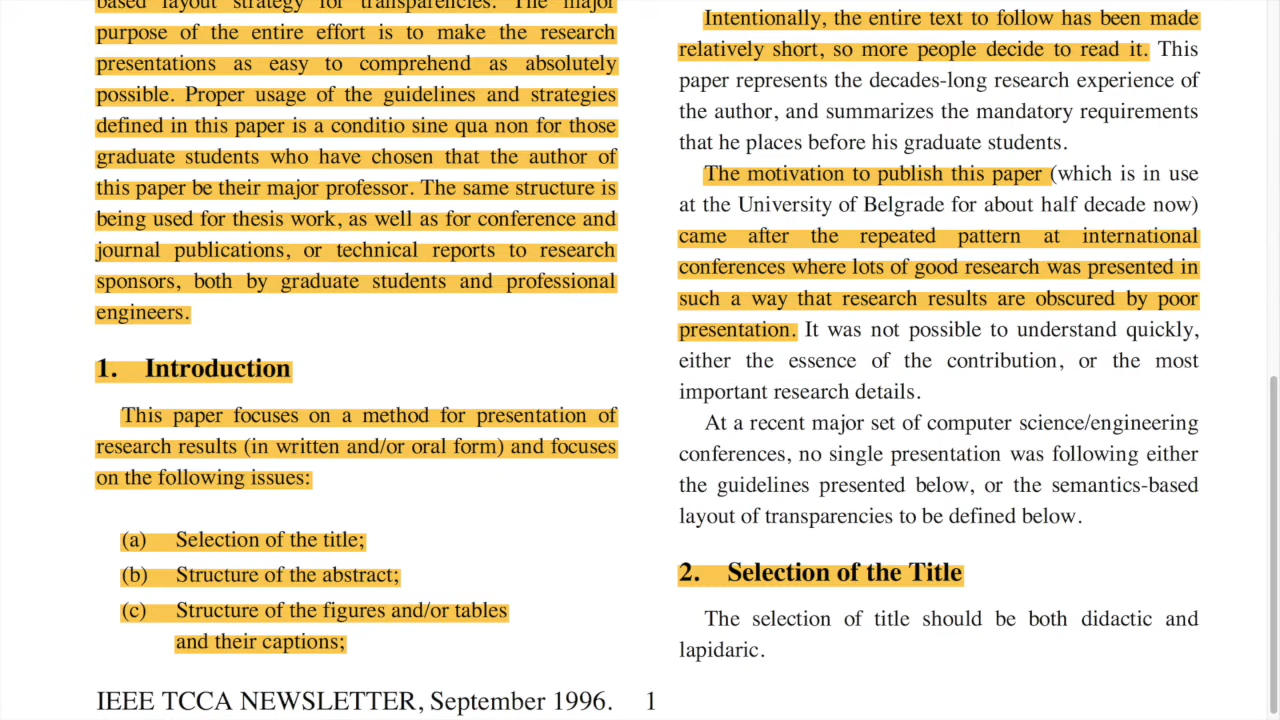 based layout strategy for transparencies. The major
purpose of the entire effort is to make the research
presentations as easy to comprehend as absolutely
possible. Proper usage of the guidelines and strategies
defined in this paper is a conditio sine qua non for those
graduate students who have chosen that the author of
this paper be their major professor. The same structure is
being used for thesis work, as well as for conference and
journal publications, or technical reports to research
sponsors, both by graduate students and professional
engineers.
1. Introduction
This paper focuses on a method for presentation of
research results (in written and/or oral form) and focuses
on the following issues:
(a) Selection of the title;
(b) Structure of the abstract;
(c) Structure of the figures and/or tables
and their captions;
Intentionally, the entire text to follow has been made
relatively short, so more people decide to read it. This
paper represents the decades-long research experience of
the author, and summarizes the mandatory requirements
that he places before his graduate students.
The motivation to publish this paper (which is in use
at the University of Belgrade for about half decade now)
came after the repeated pattern at international
conferences where lots of good research was presented in
such a way that research results are obscured by poor
presentation. It was not possible to understand quickly,
either the essence of the contribution, or the most
important research details.
At a recent major set of computer science/engineering
conferences, no single presentation was following either
the guidelines presented below, or the semantics-based
layout of transparencies to be defined below.
2. Selection of the Title
The selection of title should be both didactic and
lapidaric.
IEEE TCCA NEWSLETTER, September 1996. 1